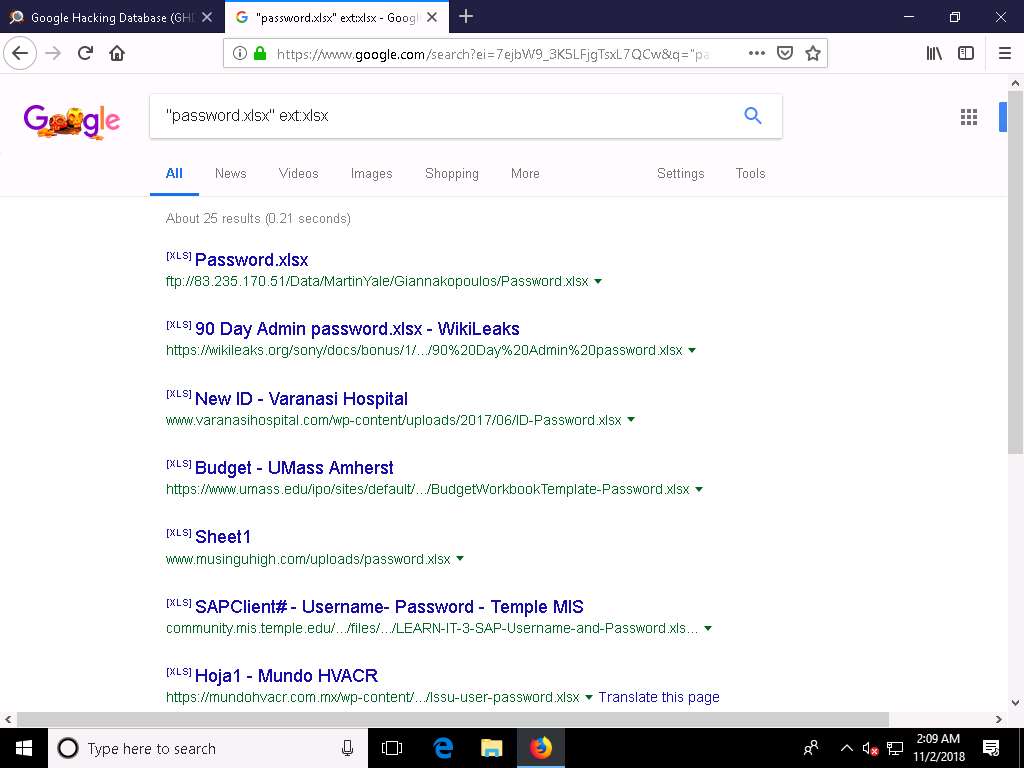 Google Hacking Database (GHD
"password.xlsx" ext:xlsx - Googl
https://www.google.com/search?ei=7ejbW9_3K5LFjgTsxL7QCw&q="pa
Google
"password.xlsx" ext:xlsx
All News Videos Images Shopping More Settings Tools
About 25 results (0.21 seconds)
[XLS] Password.xlsx
ftp://83.235.170.51/Data/MartinYale/Giannakopoulos/Password.xlsx
[XLS] 90 Day Admin password.xlsx - WikiLeaks
https://wikileaks.org/sony/docs/bonus/1/.../90%20Day%20Admin%20password.xlsx
[XLS] New ID - Varanasi Hospital
www.varanasihospital.com/wp-content/uploads/2017/06/ID-Password.xlsx
[XLS] Budget - UMass Amherst
https://www.umass.edu/ipo/sites/default/.../BudgetWorkbookTemplate-Password.xlsx
[XLS] Sheet1
www.musinguhigh.com/uploads/password.xlsx
[XLS] SAPClient# - Username- Password - Temple MIS
community.mis.temple.edu/.../files/.../LEARN-IT-3-SAP-Username-and-Password.xls...
[XLS] Hoja1 - Mundo HVACR
https://mundohvacr.com.mx/wp-content/.../Issu-user-password.xlsx Translate this page
Type here to search
2:09 AM
11/2/2018